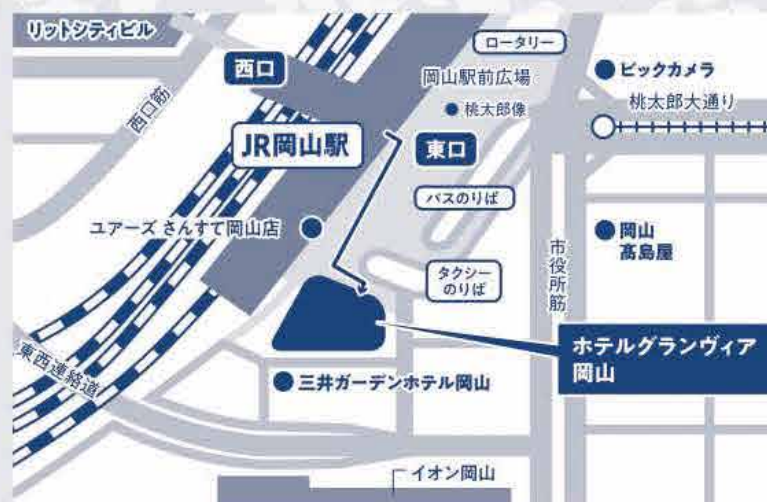 リットシティビル
ロータリー
西口
岡山駅前広場
ビックカメラ
西口筋
桃太郎像
桃太郎大通り
JR岡山駅
東口
バスのりば
ユアーズ さんすて岡山店
岡山
髙島屋
市役所筋
タクシー
のりば
ホテルグランヴィア
岡山
東西連絡道
三井ガーデンホテル岡山
イオン岡山